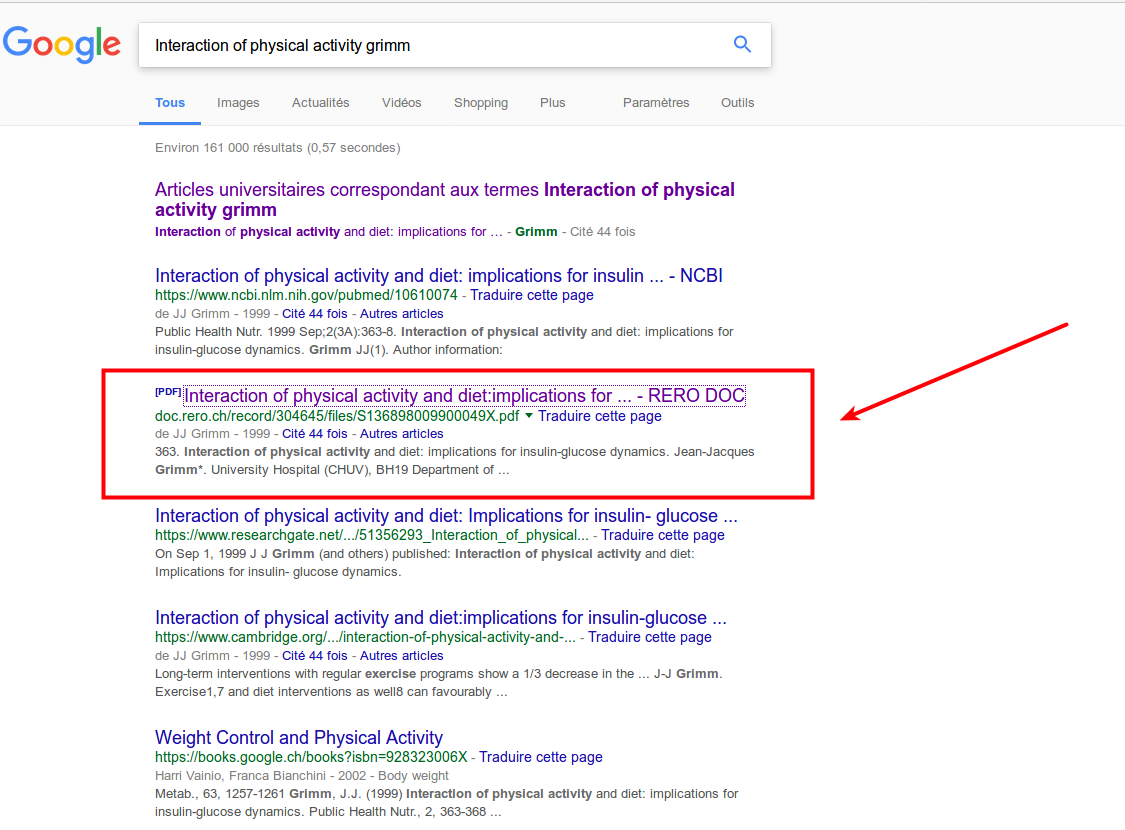 Google
Interaction of physical activity grimm
Tous Images Actualités Vidéos Shopping Plus Paramètres Outils
Environ 161 000 résultats (0,57 secondes)
Articles universitaires correspondant aux termes Interaction of physical
activity grimm
Interaction of physical activity and diet: implications for … - Grimm - Cité 44 fois
Interaction of physical activity and diet: implications for insulin ... - NCBI
https://www.ncbi.nlm.nih.gov/pubmed/10610074 - Traduire cette page
de JJ Grimm - 1999 - Cité 44 fois - Autres articles
Public Health Nutr. 1999 Sep;2(3A):363-8. Interaction of physical activity and diet: implications for
insulin-glucose dynamics. Grimm JJ(1). Author information:
[PDF] Interaction of physical activity and diet:implications for ... - RERO DOC
doc.rero.ch/record/304645/files/S136898009900049X.pdf ▼ Traduire cette page
de JJ Grimm - 1999 - Cité 44 fois - Autres articles
363. Interaction of physical activity and diet: implications for insulin-glucose dynamics. Jean-Jacques
Grimm*. University Hospital (CHUV), BH19 Department of ...
Interaction of physical activity and diet: Implications for insulin- glucose ...
https://www.researchgate.net/.../51356293_Interaction_of_physical... - Traduire cette page
On Sep 1, 1999 J J Grimm (and others) published: Interaction of physical activity and diet:
Implications for insulin- glucose dynamics.
Interaction of physical activity and diet:implications for insulin-glucose ...
https://www.cambridge.org/.../interaction-of-physical-activity-and-... - Traduire cette page
de JJ Grimm - 1999 - Cité 44 fois - Autres articles
Long-term interventions with regular exercise programs show a 1/3 decrease in the ... J-J Grimm.
Exercise1,7 and diet interventions as well8 can favourably ...
Weight Control and Physical Activity
https://books.google.ch/books?isbn=928323006X - Traduire cette page
Harri Vainio, Franca Bianchini - 2002 - Body weight
Metab., 63, 1257-1261 Grimm, J.J. (1999) Interaction of physical activity and diet: implications for
insulin-glucose dynamics. Public Health Nutr., 2, 363-368 ...